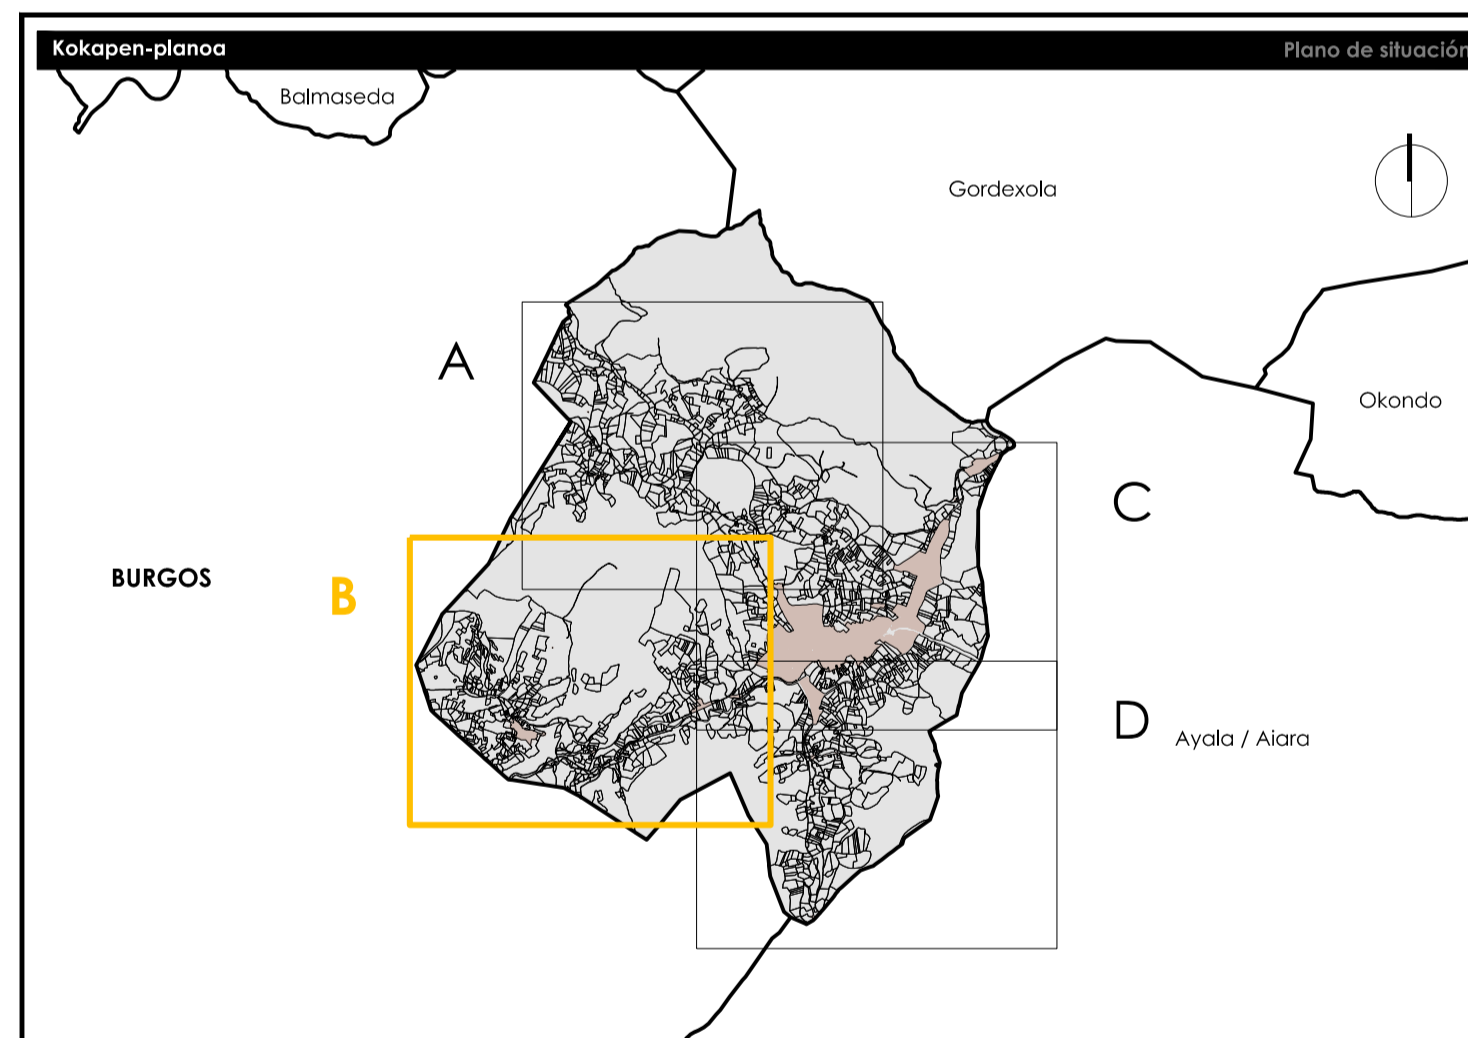 Kokapen-planoa
Plano de situación
Balmaseda
Gordexola
A
Okondo
C
BURGOS
B
D
Ayala / Aiara